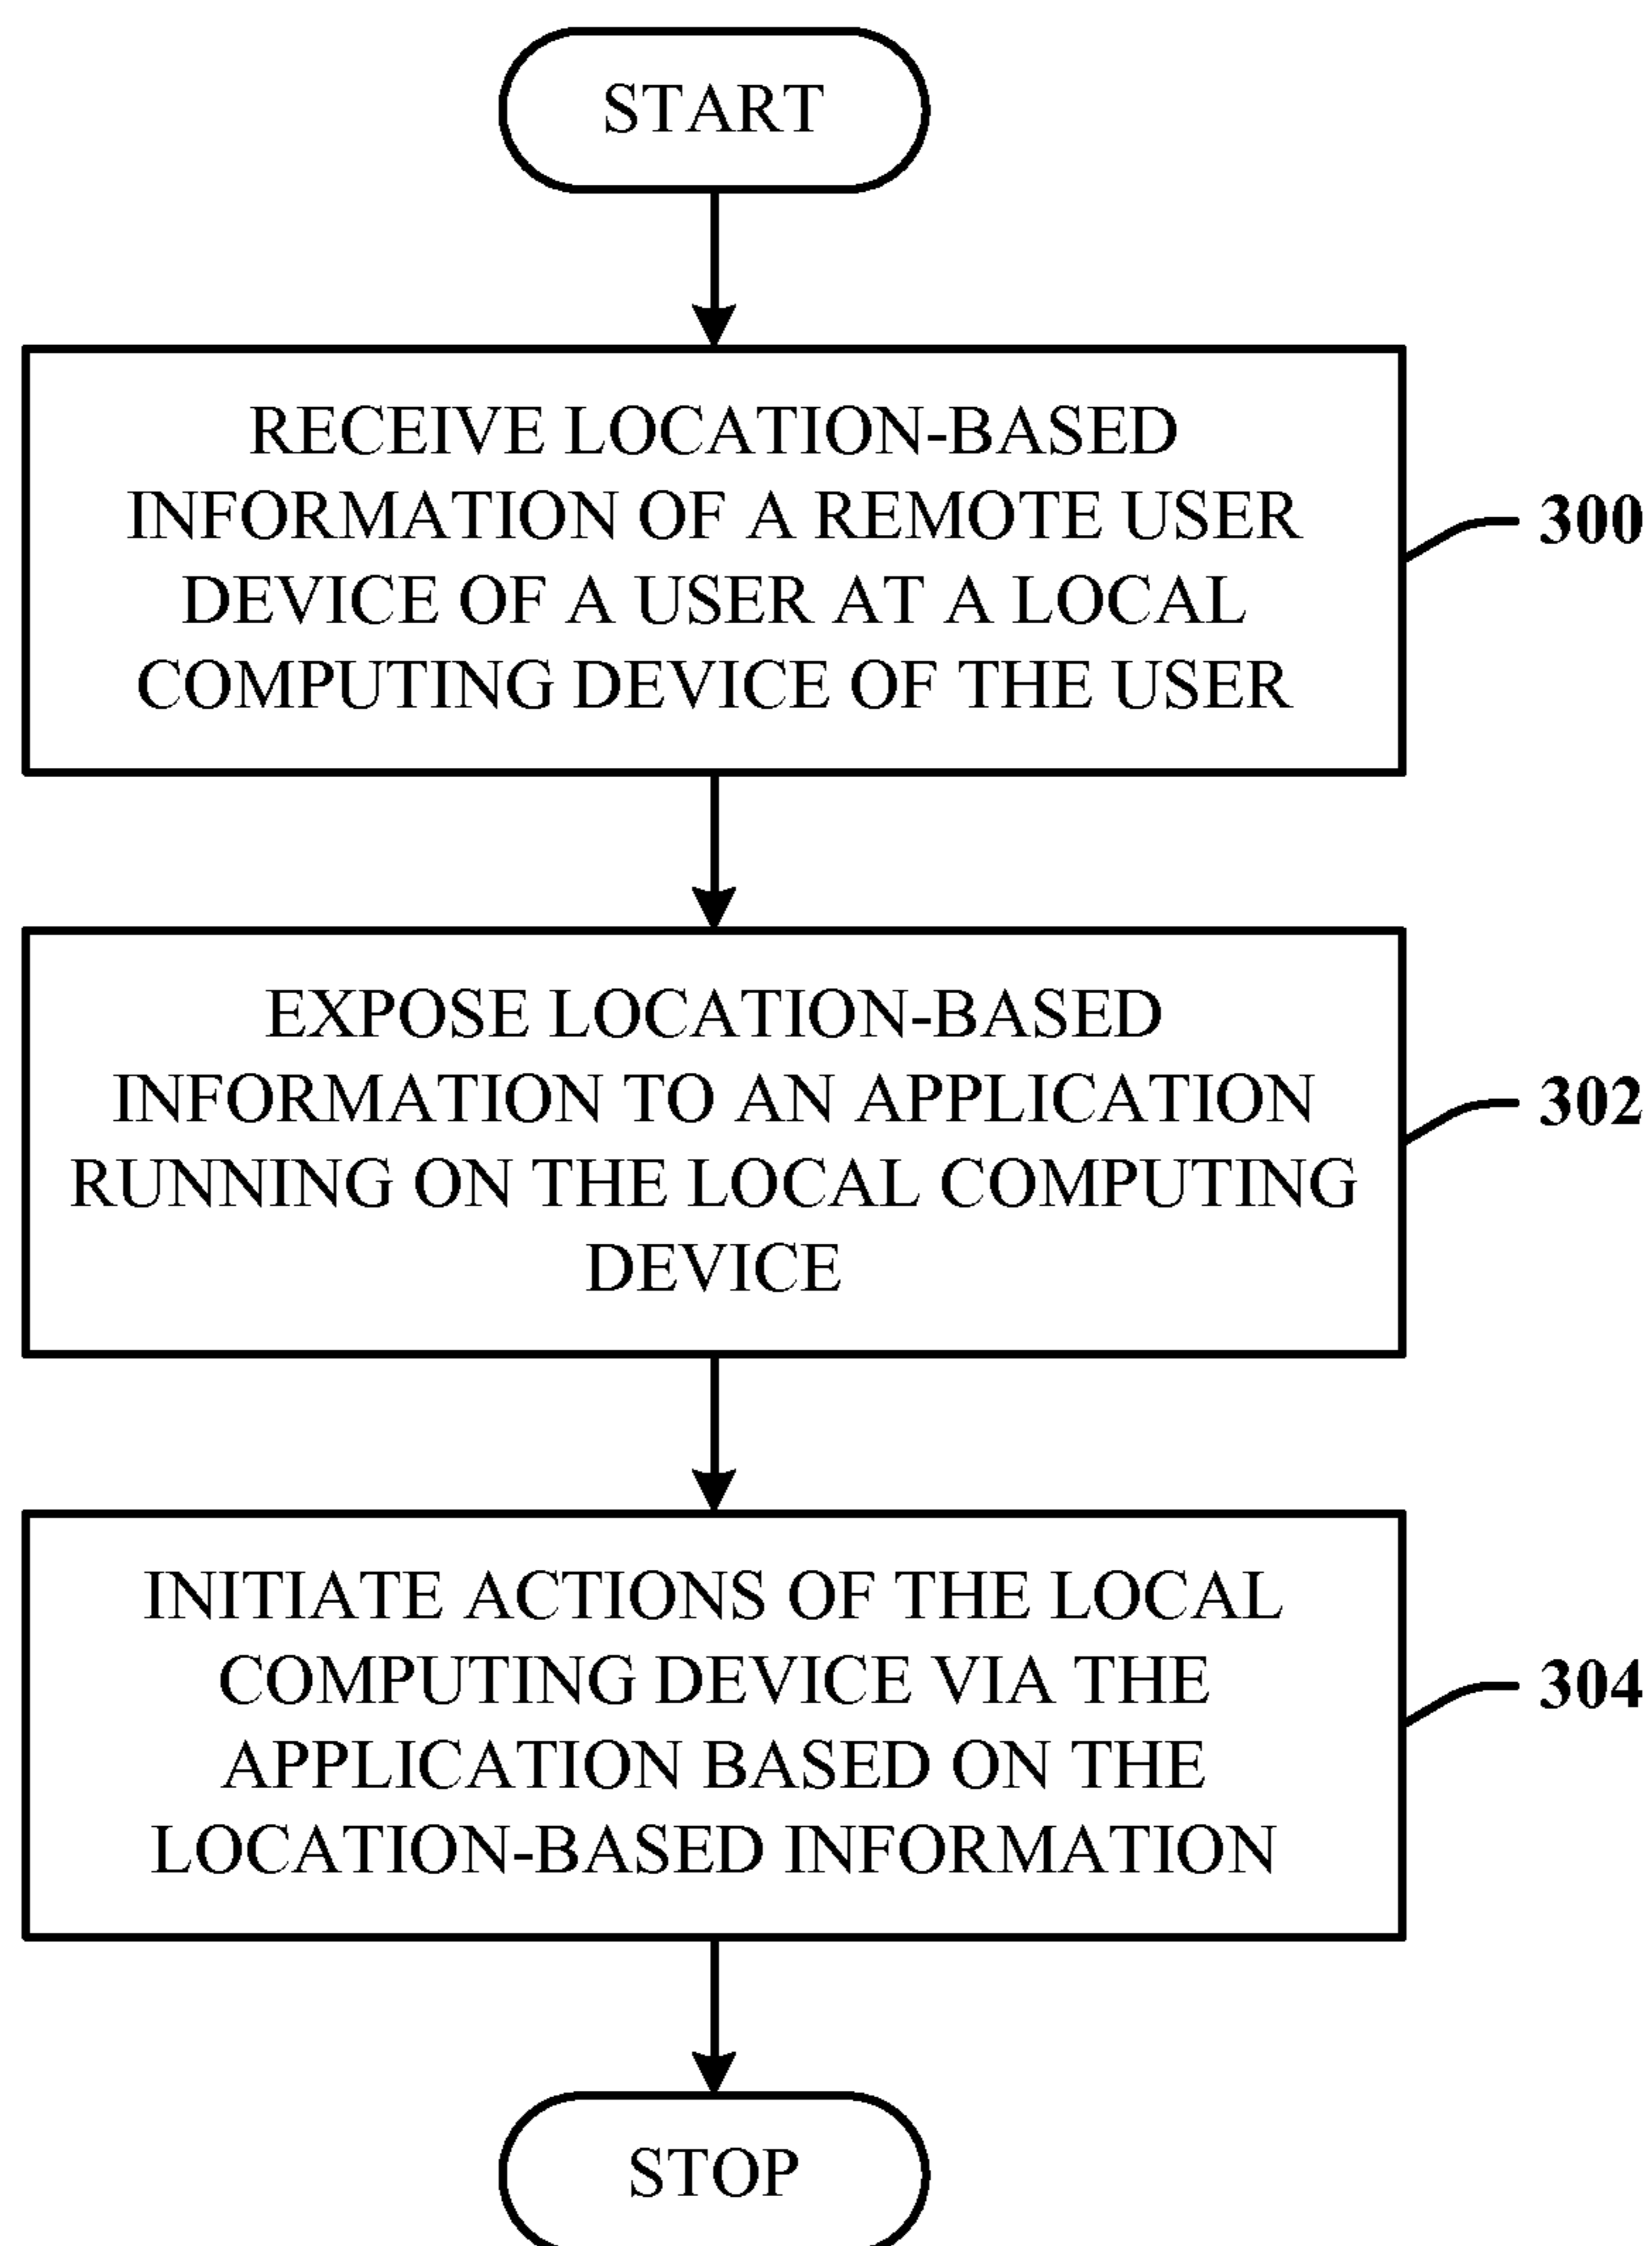 START
RECEIVE LOCATION-BASED
INFORMATION OF A REMOTE USER
DEVICE OF A USER AT A LOCAL
COMPUTING DEVICE OF THE USER
300
EXPOSE LOCATION-BASED
INFORMATION TO AN APPLICATION
RUNNING ON THE LOCAL COMPUTING
DEVICE
302
INITIATE ACTIONS OF THE LOCAL
COMPUTING DEVICE VIA THE
APPLICATION BASED ON THE
LOCATION-BASED INFORMATION
304
STOP